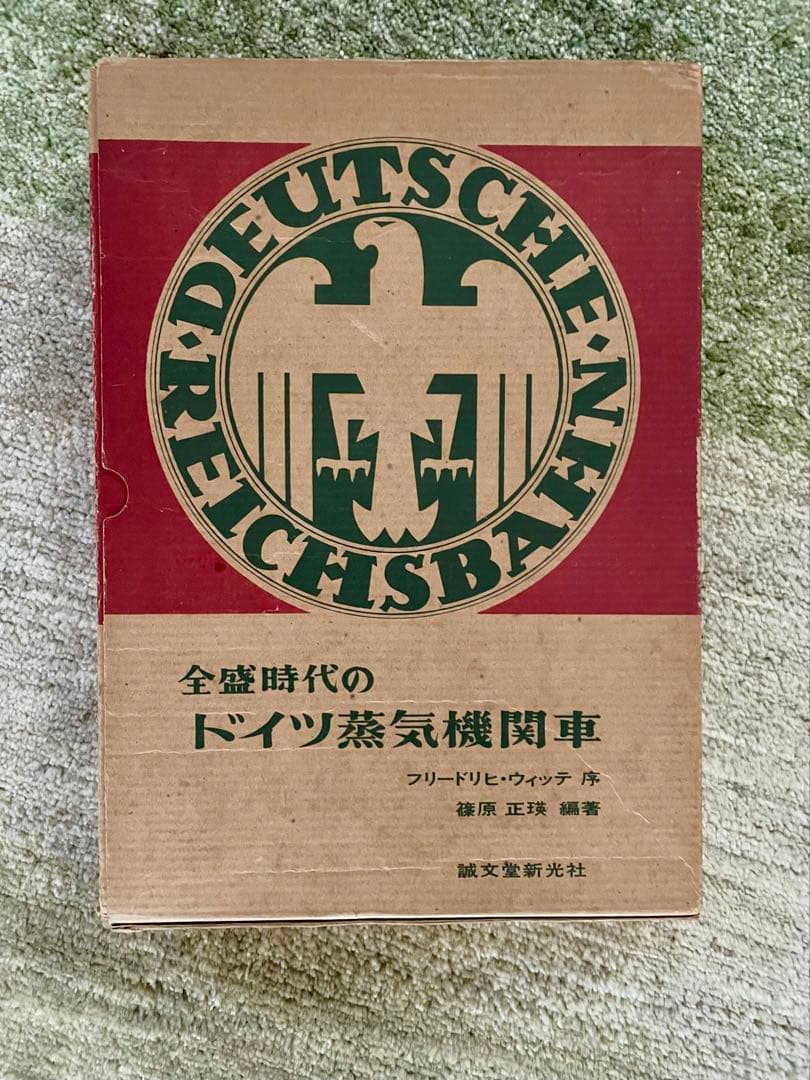 DEUTSCHE
REICHSBAHN
全盛時代の
ドイツ蒸気機関車
フリードリヒ・ウィッテ 序
篠原 正瑛 編著
誠文堂新光社